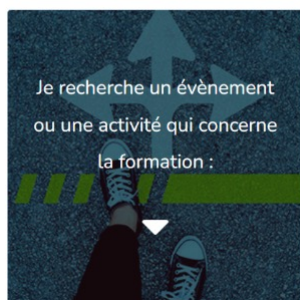 Je recherche un évènement
ou une activité qui concerne
la formation :